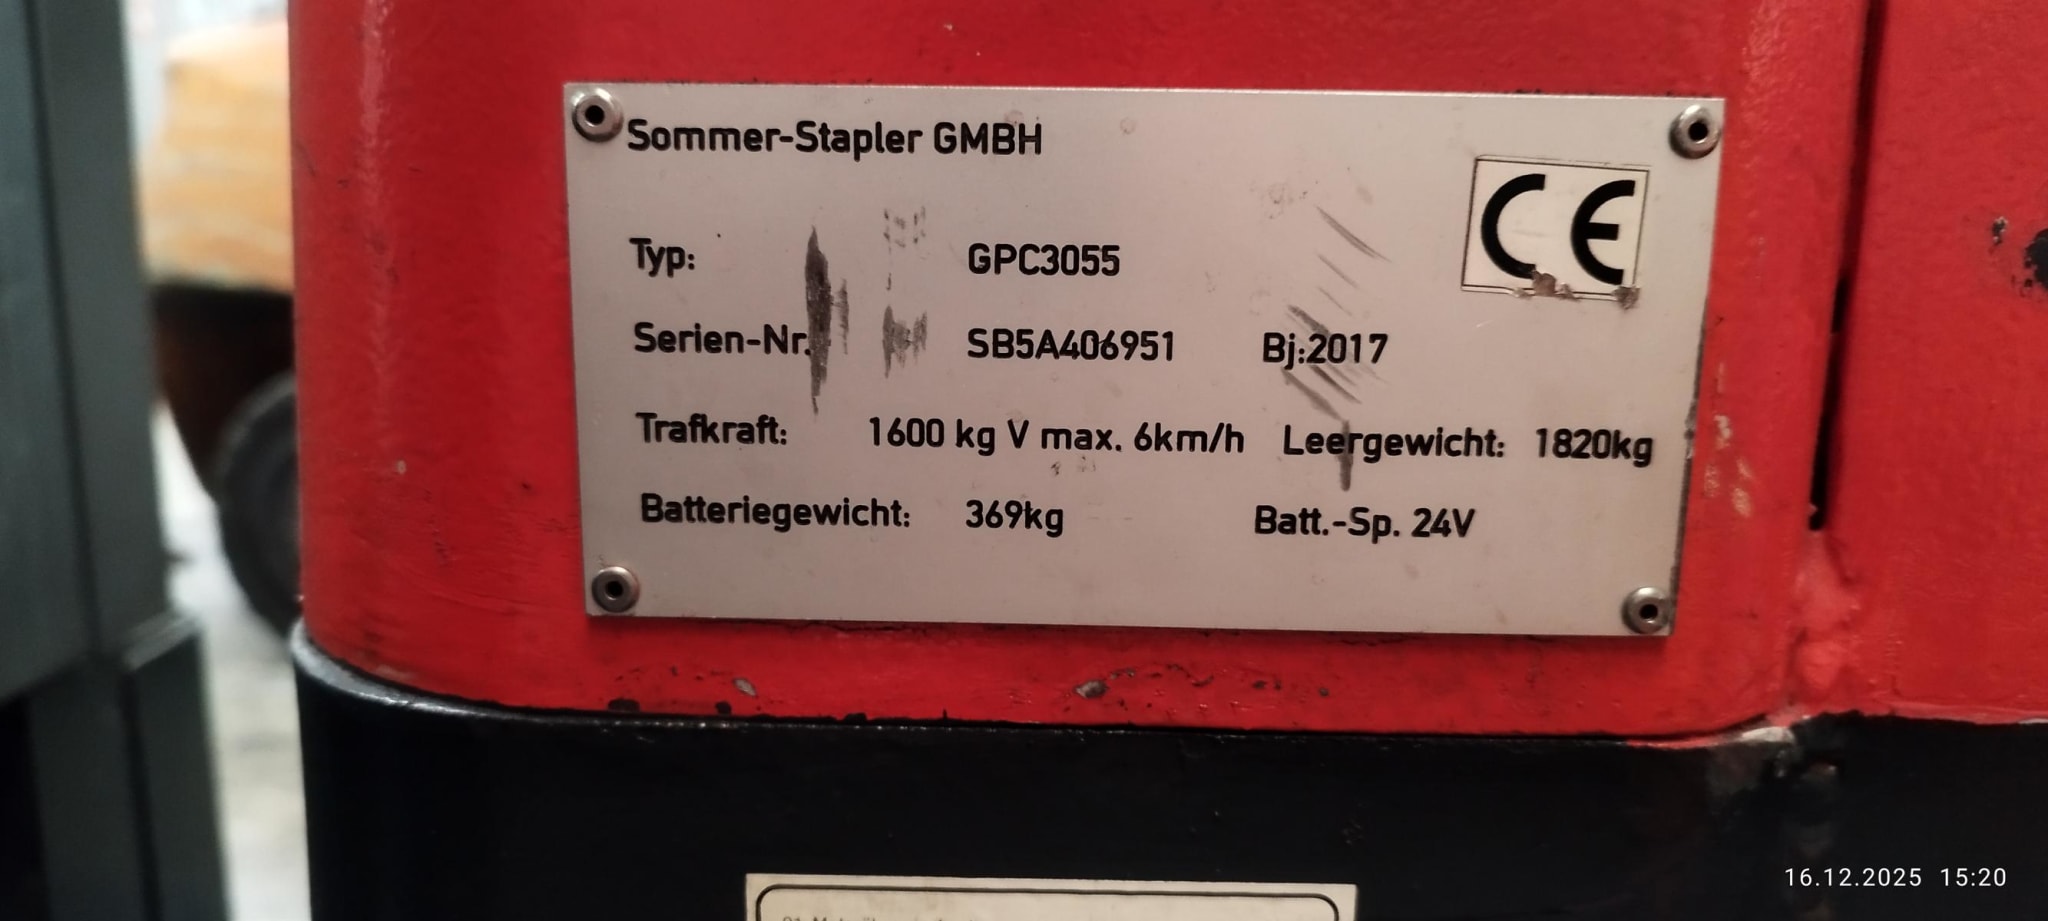 Sommer-Stapler GMBH
CE
Typ: GPC3055
Serien-Nr. SB5A406951 Bj:2017
Trafkraft: 1600 kg V max. 6km/h Leergewicht: 1820kg
Batteriegewicht: 369kg Batt.-Sp. 24V
16.12.2025 15:20